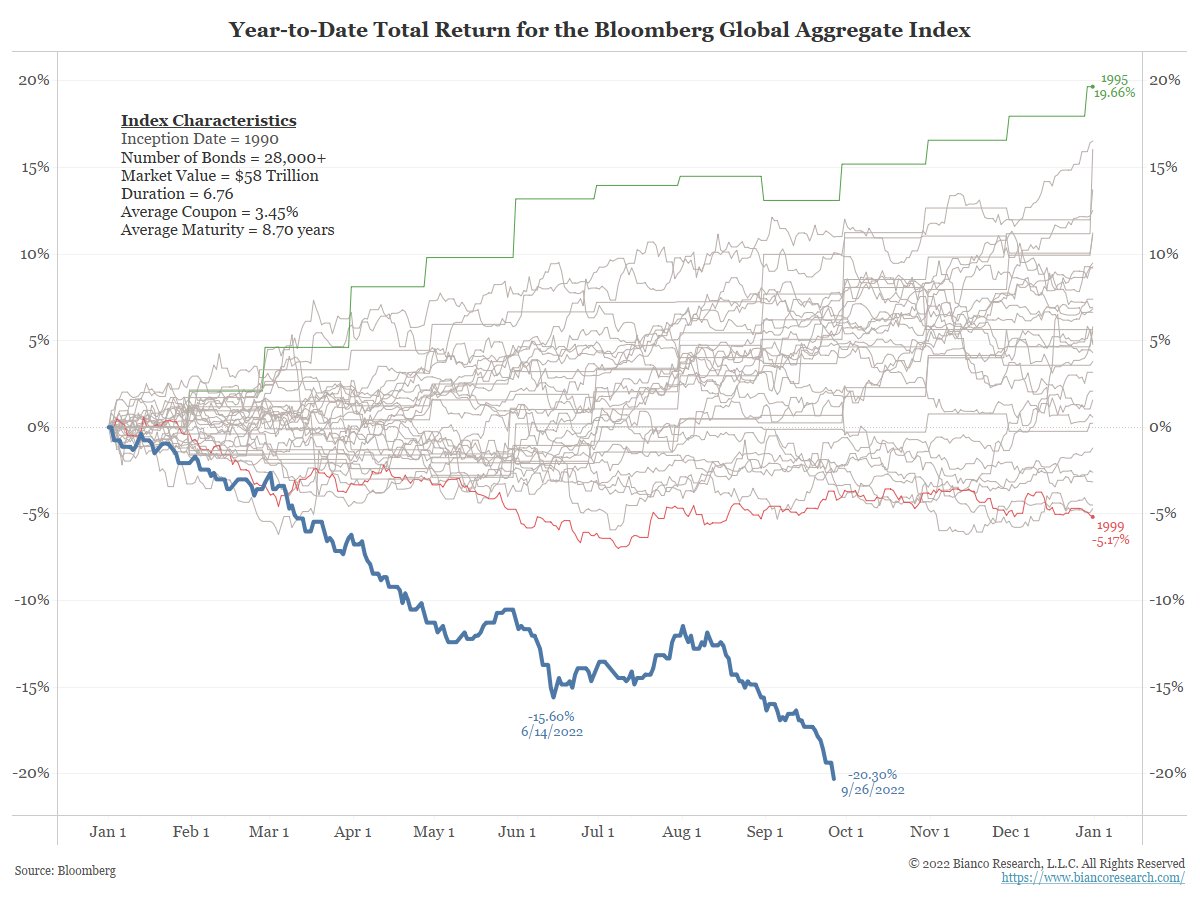 Year-to-Date Total Return for the Bloomberg Global Aggregate Index
20%
15%
10%
5%
0%
-5%
-10%
-15%
-20%
Index Characteristics
Inception Date = 1990
Number of Bonds = 28,000+
Market Value = $58 Trillion
Duration = 6.76
Average Coupon = 3.45%
Average Maturity = 8.70 years
1995
19.66%
1999
-5.17%
-15.60%
6/14/2022
-20.30%
9/26/2022
20%
15%
10%
5%
0%
-5%
-10%
-15%
-20%
Jan 1 Feb 1 Mar 1 Apr 1 May 1 Jun 1 Jul 1 Aug 1 Sep 1 Oct 1 Nov 1 Dec 1 Jan 1
Source: Bloomberg
© 2022 Bianco Research, L.L.C. All Rights Reserved
https://www.biancoresearch.com/